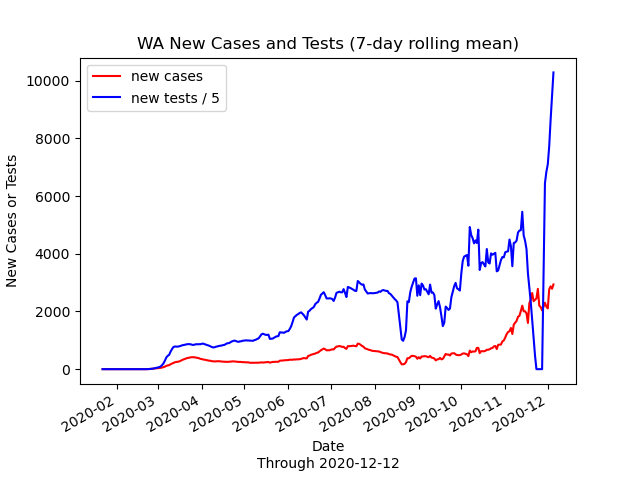 WA New Cases and Tests (7-day rolling mean)
new cases
new tests / 5
New Cases or Tests
10000
8000
6000
4000
2000
0
2020-02
2020-03
2020-04
2020-05
2020-06
2020-07
2020-08
2020-09
2020-10
2020-11
2020-12
Date
Through 2020-12-12